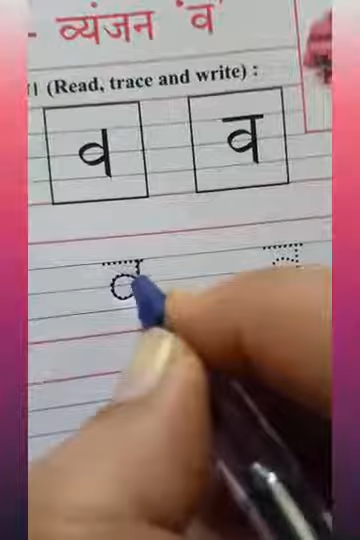 - व्यंजन 'व'
(Read, trace and write) :
व व
व व